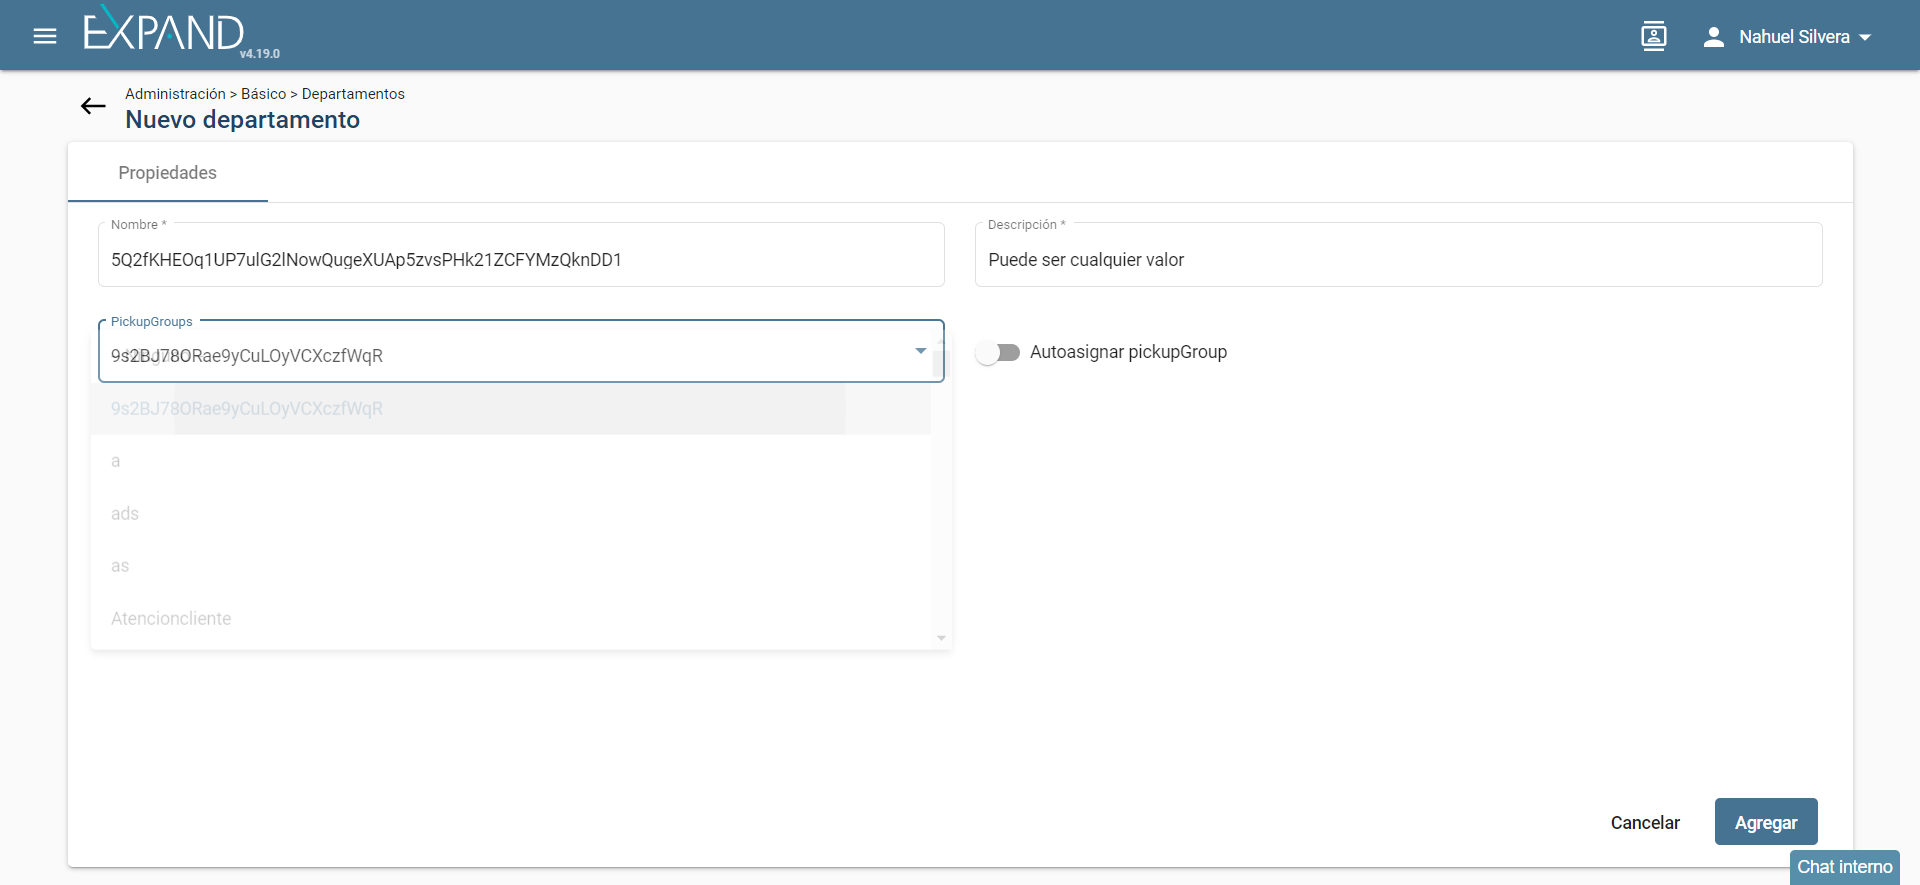 EXPAND
v4.19.0
Nahuel Silvera
Administración > Básico > Departamentos
Nuevo departamento
Propiedades
Nombre *
5Q2fKHEOq1UP7ulG2lNowQugeXUAp5zvsPHk21ZCFYMzQknDD1
Descripción *
Puede ser cualquier valor
PickupGroups
9s2BJ78ORae9yCuLOyVCXczfWqR
Autoasignar pickupGroup
9s2BJ78ORae9yCuLOyVCXczfWqR
a
ads
as
Atencioncliente
Cancelar
Agregar
Chat interno